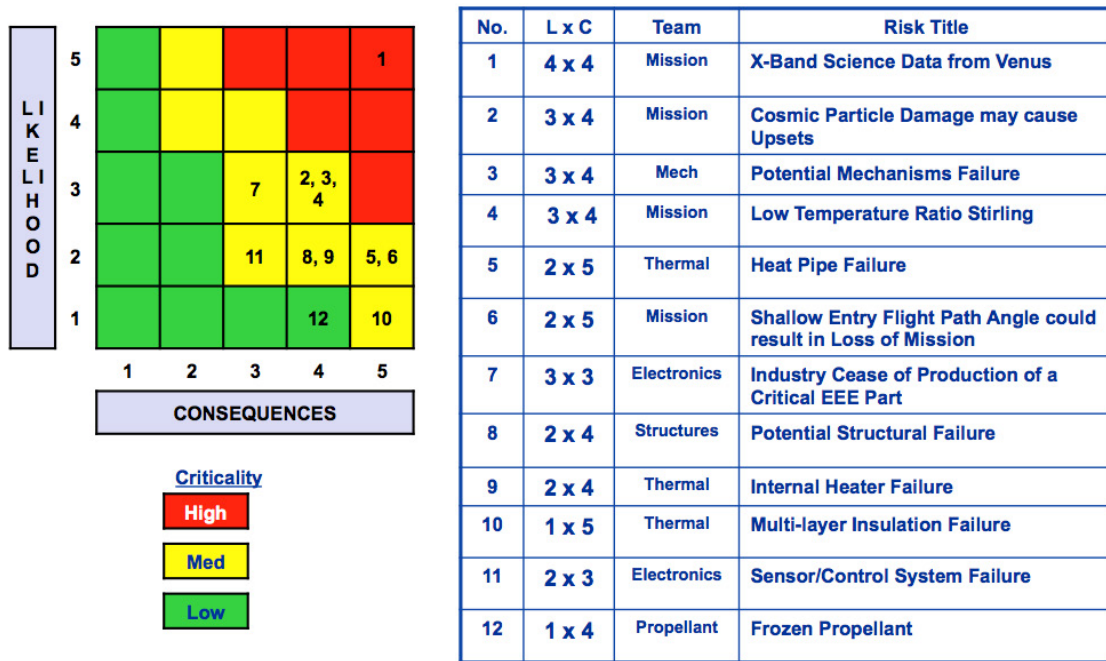 LIKELIHOOD
5
1
4
3
7
2, 3,
4
2
11
8, 9
5, 6
1
12
10
1 2 3 4 5
CONSEQUENCES
Criticality
High
Med
Low
No. L x C Team Risk Title
1 4 x 4 Mission X-Band Science Data from Venus
2 3 x 4 Mission Cosmic Particle Damage may cause
Upsets
3 3 x 4 Mech Potential Mechanisms Failure
4 3 x 4 Mission Low Temperature Ratio Stirling
5 2 x 5 Thermal Heat Pipe Failure
6 2 x 5 Mission Shallow Entry Flight Path Angle could
result in Loss of Mission
7 3 x 3 Electronics Industry Cease of Production of a
Critical EEE Part
8 2 x 4 Structures Potential Structural Failure
9 2 x 4 Thermal Internal Heater Failure
10 1 x 5 Thermal Multi-layer Insulation Failure
11 2 x 3 Electronics Sensor/Control System Failure
12 1 x 4 Propellant Frozen Propellant